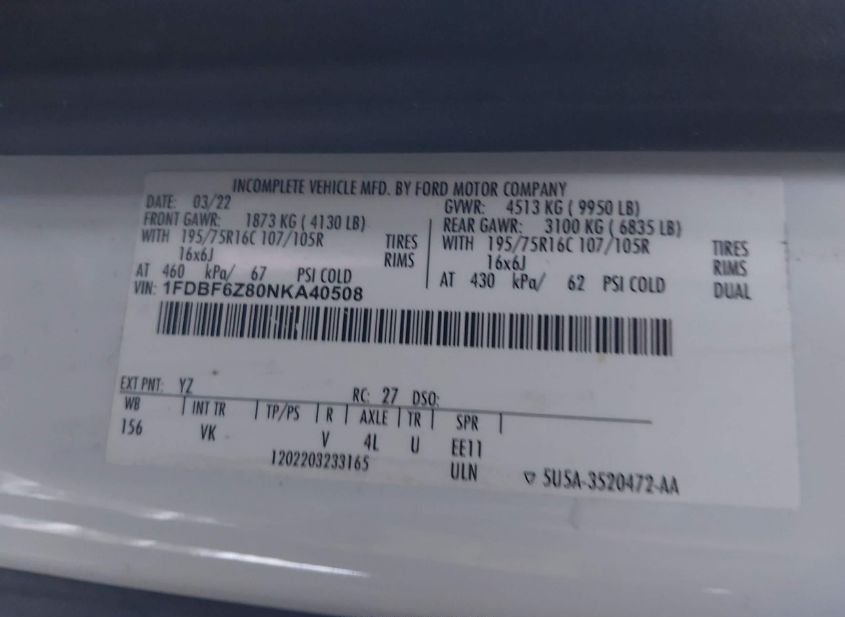 INCOMPLETE VEHICLE MFD. BY FORD MOTOR COMPANY
DATE: 03/22 GVWR: 4513 KG ( 9950 LB)
FRONT GAWR: 1873 KG ( 4130 LB) REAR GAWR: 3100 KG ( 6835 LB)
WITH 195/75R16C 107/105R TIRES WITH 195/75R16C 107/105R TIRES
16x6J RIMS 16x6J RIMS
AT 460 kPa/ 67 PSI COLD AT 430 kPa/ 62 PSI COLD DUAL
VIN: 1FDBF6Z80NKA40508
EXT PNT: YZ RC: 27 DSO:
WB INT TR TP/PS R AXLE TR SPR
156 VK V 4L U EE11
1202203233165 ULN ▽ 5USA-3520472-AA